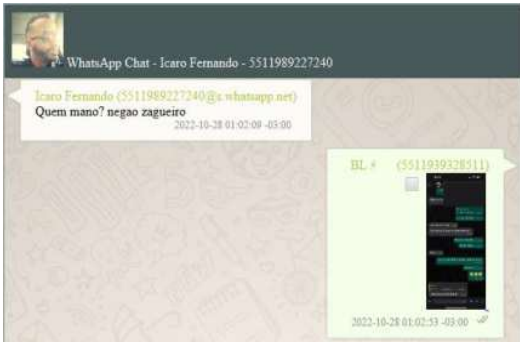 WhatsApp Chat - Icaro Fernando - 5511989227240
Icaro Fernando (5511989227240@s.whatsapp.net)
Quem mano? negao zagueiro
2022-10-28 01:02:09 -03:00
BL ⚡ (5511939328511)
2022-10-28 01:02:53 -03:00